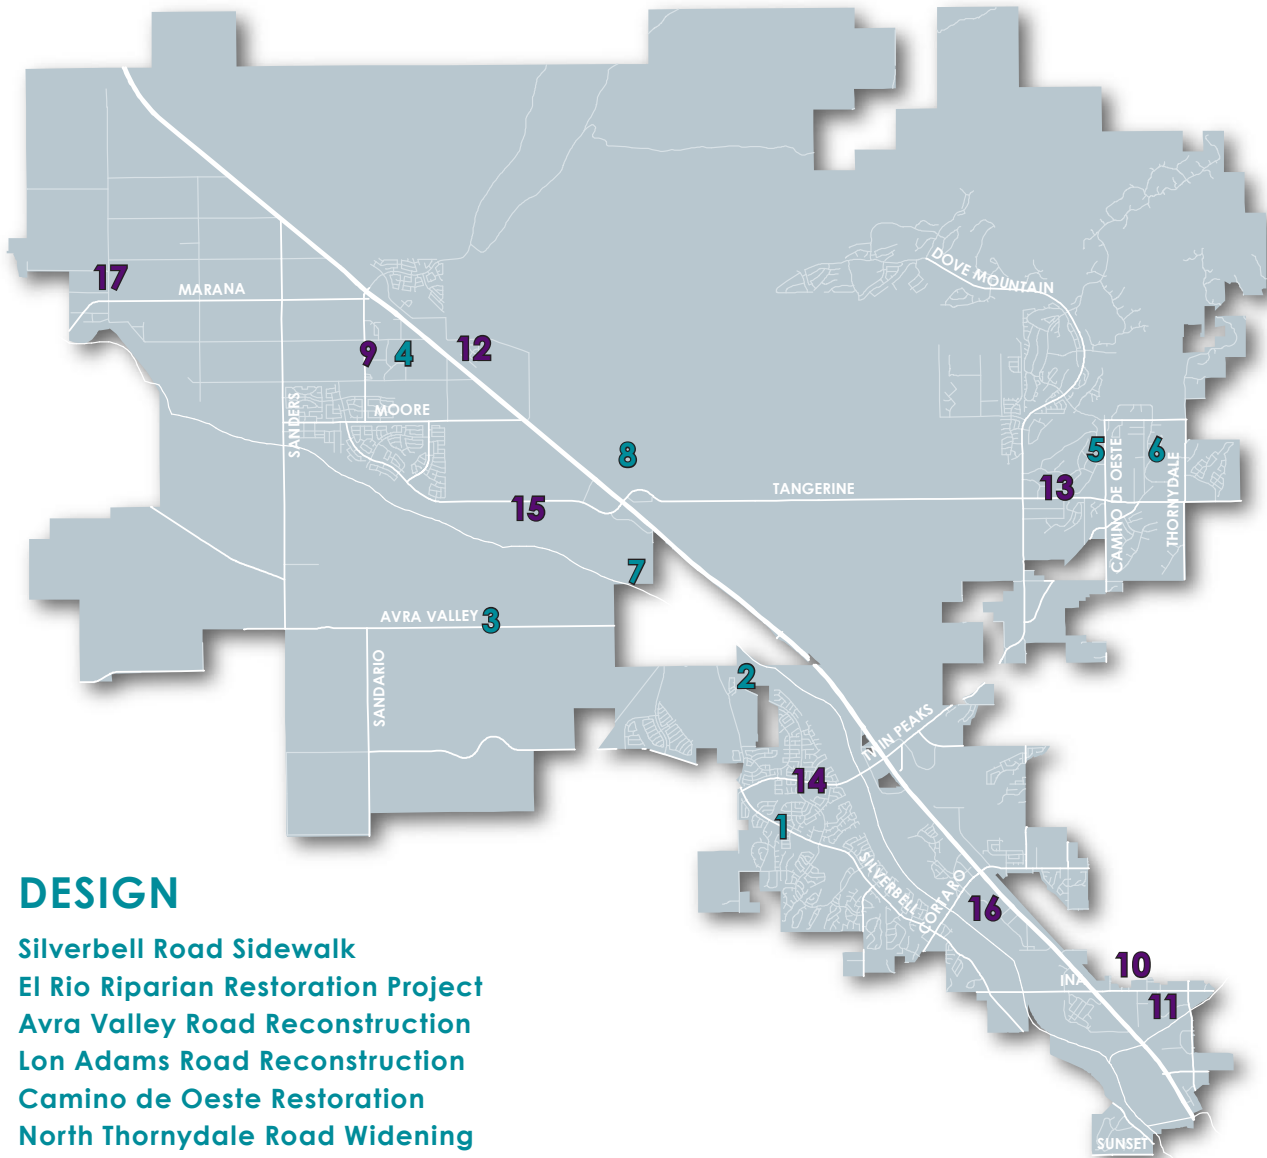 DOVE MOUNTAIN
17
MARANA
9
4
12
SANDERS
MOORE
8
5
6
CAMINO DE OESTE
THORNYDALE
13
TANGERINE
15
7
AVRA VALLEY
3
SANDARIO
2
TWIN PEAKS
14
1
SILVERBELL
CORTARO
16
10
INA
11
SUNSET
DESIGN
Silverbell Road Sidewalk
El Rio Riparian Restoration Project
Avra Valley Road Reconstruction
Lon Adams Road Reconstruction
Camino de Oeste Restoration
North Thornydale Road Widening